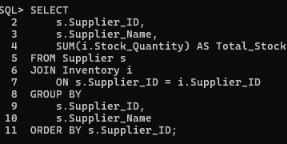 SQL> SELECT
  2      s.Supplier_ID,
  3      s.Supplier_Name,
  4      SUM(i.Stock_Quantity) AS Total_Stock
  5  FROM Supplier s
  6  JOIN Inventory i
  7      ON s.Supplier_ID = i.Supplier_ID
  8  GROUP BY
  9      s.Supplier_ID,
 10      s.Supplier_Name
 11  ORDER BY s.Supplier_ID;